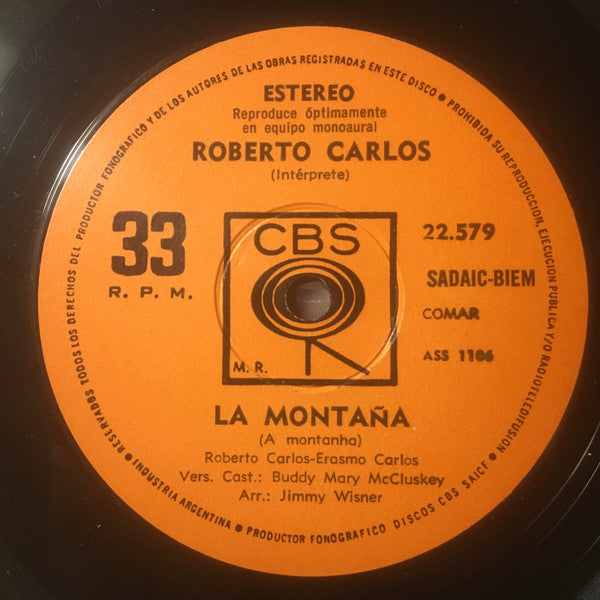 RESERVADOS TODOS LOS DERECHOS DEL PRODUCTOR FONOGRAFICO Y DE LOS AUTORES DE LAS OBRAS REGISTRADAS EN ESTE DISCO ● PROHIBIDA SU REPRODUCCION, EJECUCION PUBLICA Y/O RADIOTELEDIFUSION
ESTEREO
Reproduce óptimamente
en equipo monoaural
ROBERTO CARLOS
(Intérprete)
33
R. P. M.
CBS
M. R.
22.579
SADAIC-BIEM
COMAR
ASS 1106
LA MONTAÑA
(A montanha)
Roberto Carlos-Erasmo Carlos
Vers. Cast.: Buddy Mary McCluskey
Arr.: Jimmy Wisner
● INDUSTRIA ARGENTINA ● PRODUCTOR FONOGRAFICO DISCOS CBS SAICF ●